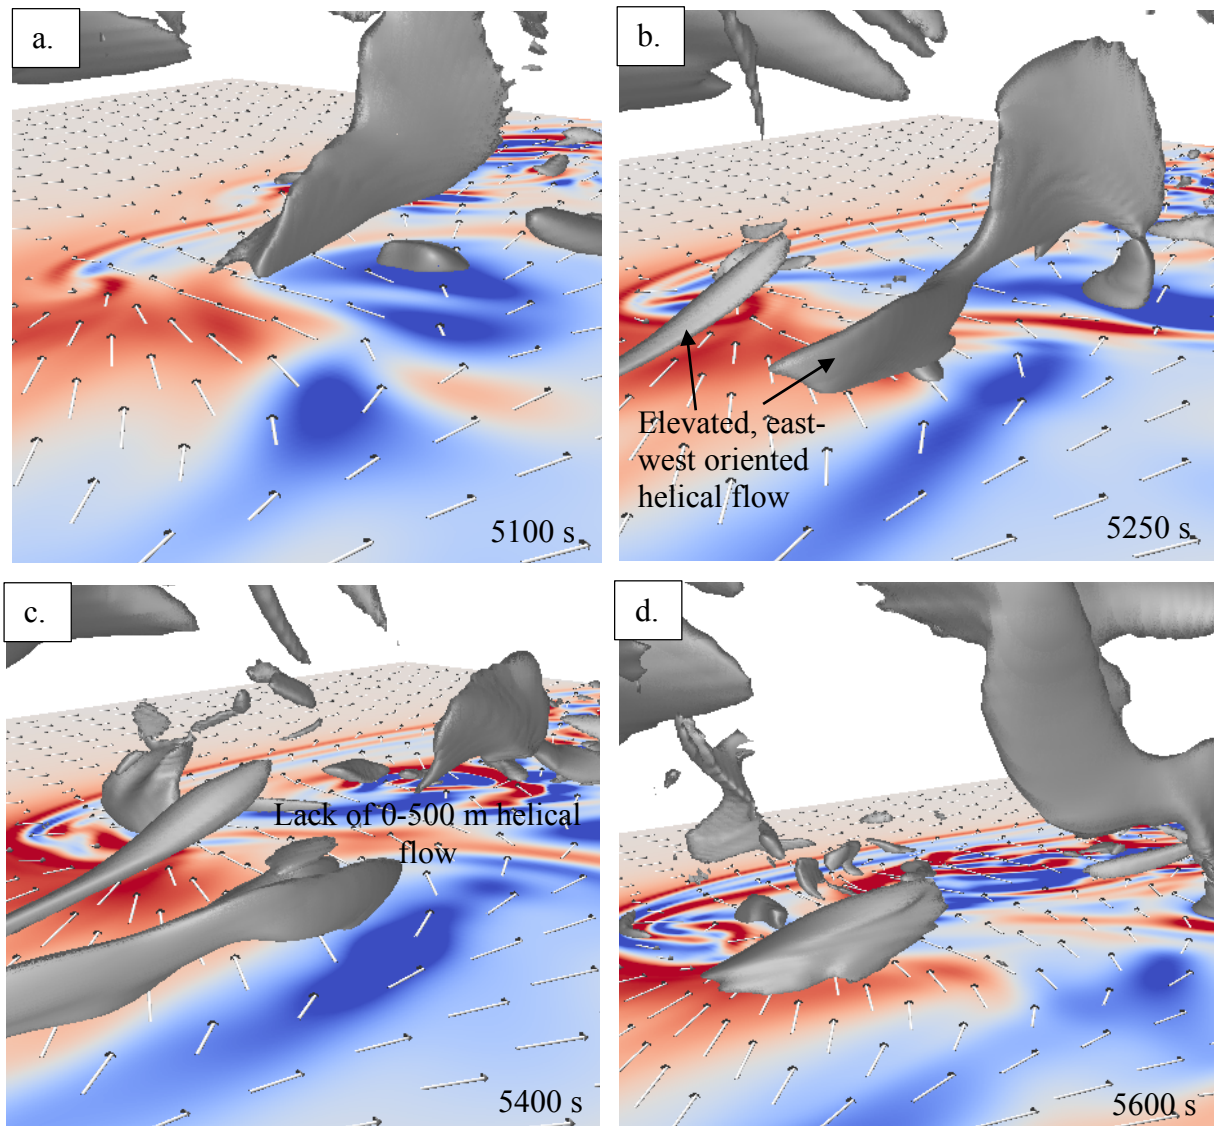 a.
5100 s
b.
Elevated, east-
west oriented
helical flow
5250 s
c.
Lack of 0-500 m helical
flow
5400 s
d.
5600 s